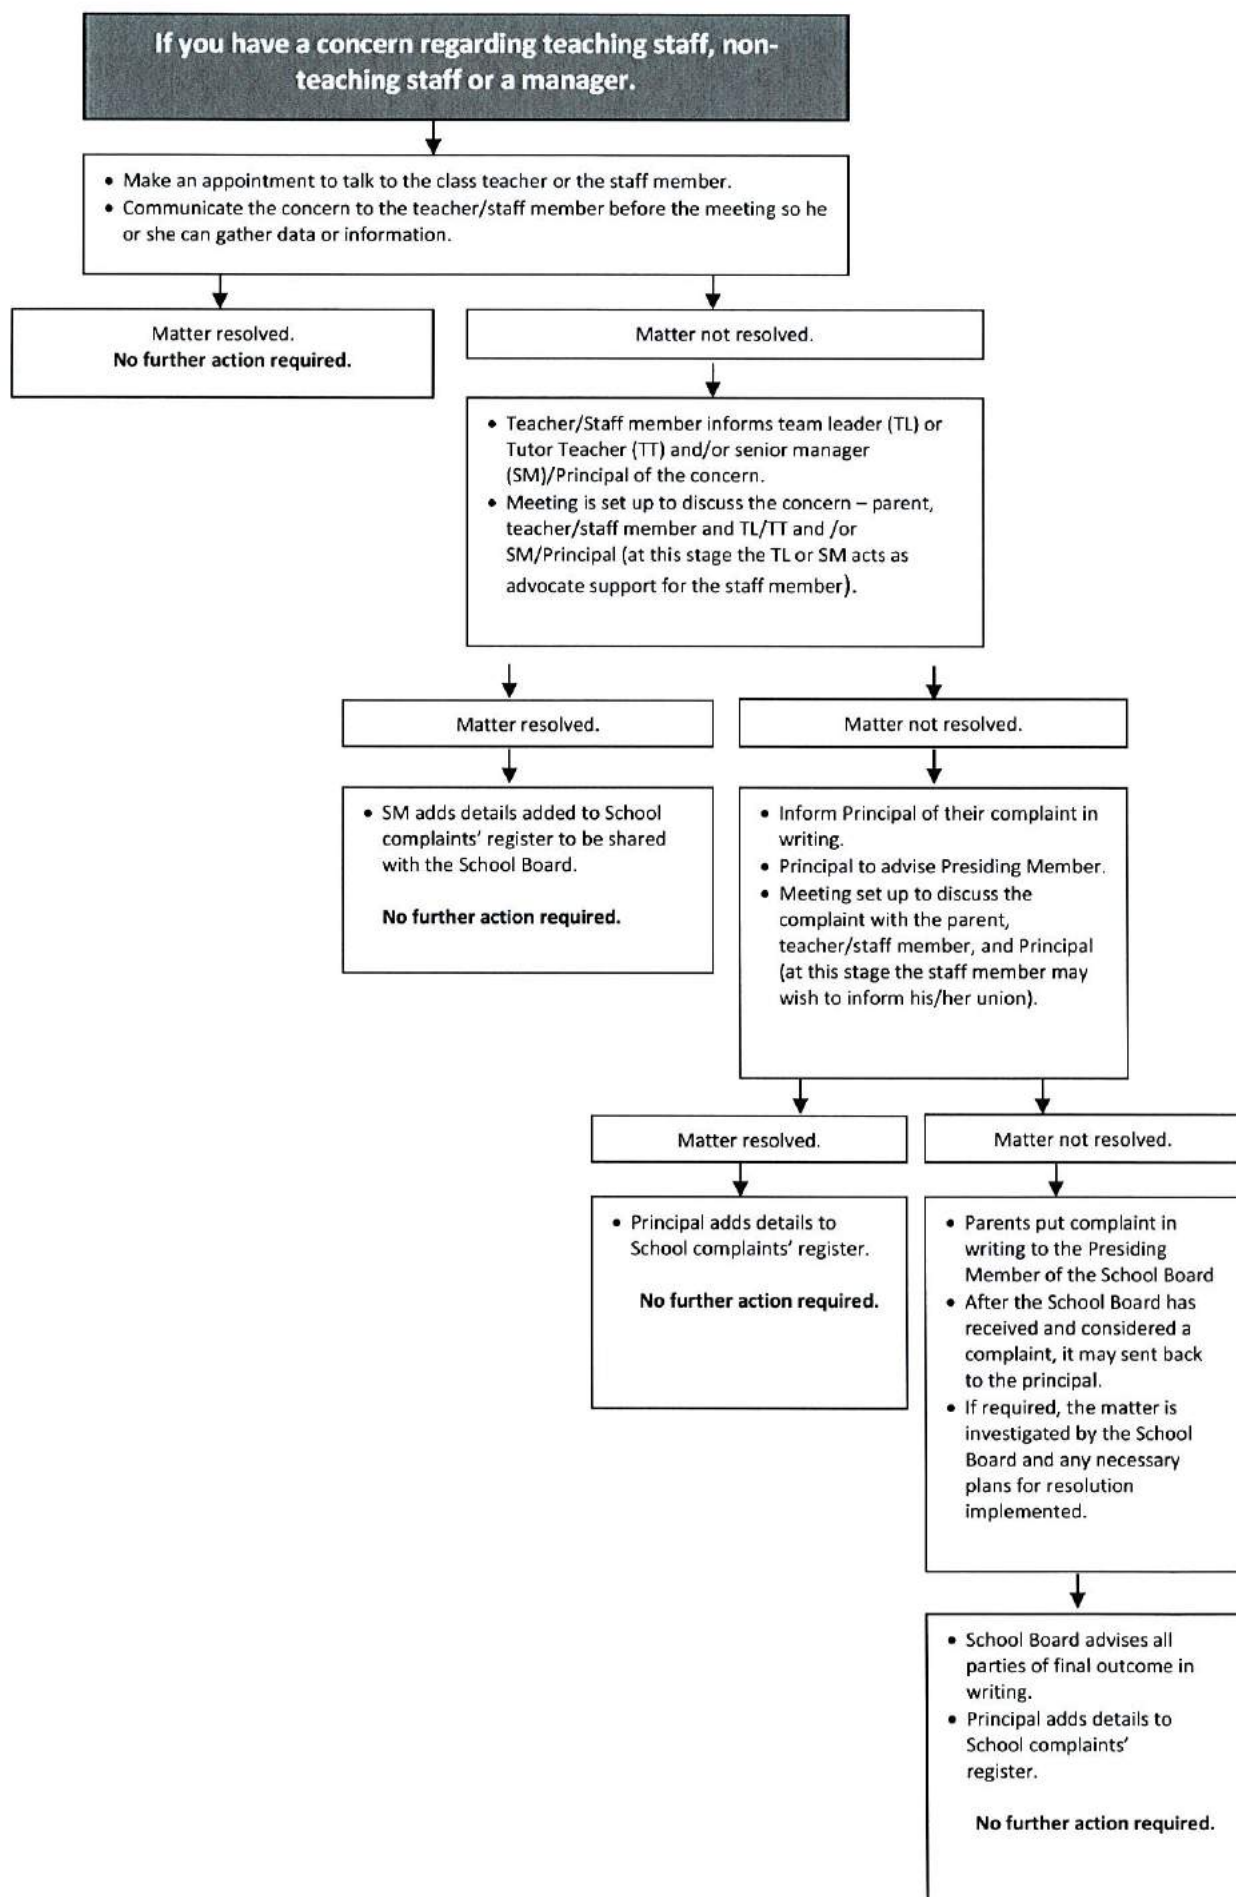 If you have a concern regarding teaching staff, non-
teaching staff or a manager.
• Make an appointment to talk to the class teacher or the staff member.
• Communicate the concern to the teacher/staff member before the meeting so he
or she can gather data or information.
Matter resolved.
No further action required.
Matter not resolved.
• Teacher/Staff member informs team leader (TL) or
Tutor Teacher (TT) and/or senior manager
(SM)/Principal of the concern.
• Meeting is set up to discuss the concern – parent,
teacher/staff member and TL/TT and /or
SM/Principal (at this stage the TL or SM acts as
advocate support for the staff member).
Matter resolved.
Matter not resolved.
• SM adds details added to School
complaints' register to be shared
with the School Board.
No further action required.
• Inform Principal of their complaint in
writing.
• Principal to advise Presiding Member.
• Meeting set up to discuss the
complaint with the parent,
teacher/staff member, and Principal
(at this stage the staff member may
wish to inform his/her union).
Matter resolved.
Matter not resolved.
• Principal adds details to
School complaints' register.
No further action required.
• Parents put complaint in
writing to the Presiding
Member of the School Board
• After the School Board has
received and considered a
complaint, it may sent back
to the principal.
• If required, the matter is
investigated by the School
Board and any necessary
plans for resolution
implemented.
• School Board advises all
parties of final outcome in
writing.
• Principal adds details to
School complaints'
register.
No further action required.